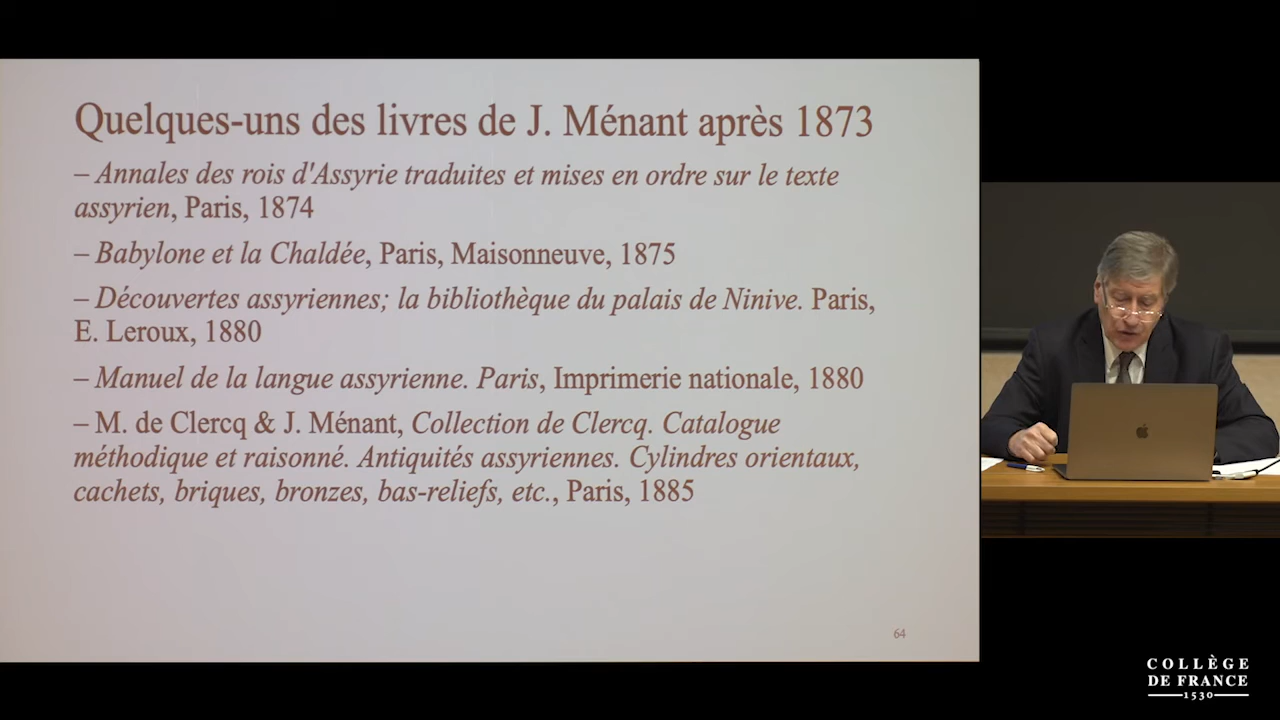 Quelques-uns des livres de J. Ménant après 1873
– Annales des rois d'Assyrie traduites et mises en ordre sur le texte
assyrien, Paris, 1874
– Babylone et la Chaldée, Paris, Maisonneuve, 1875
– Découvertes assyriennes; la bibliothèque du palais de Ninive. Paris,
E. Leroux, 1880
– Manuel de la langue assyrienne. Paris, Imprimerie nationale, 1880
– M. de Clercq & J. Ménant, Collection de Clercq. Catalogue
méthodique et raisonné. Antiquités assyriennes. Cylindres orientaux,
cachets, briques, bronzes, bas-reliefs, etc., Paris, 1885
64
COLLÈGE
DE FRANCE
1530